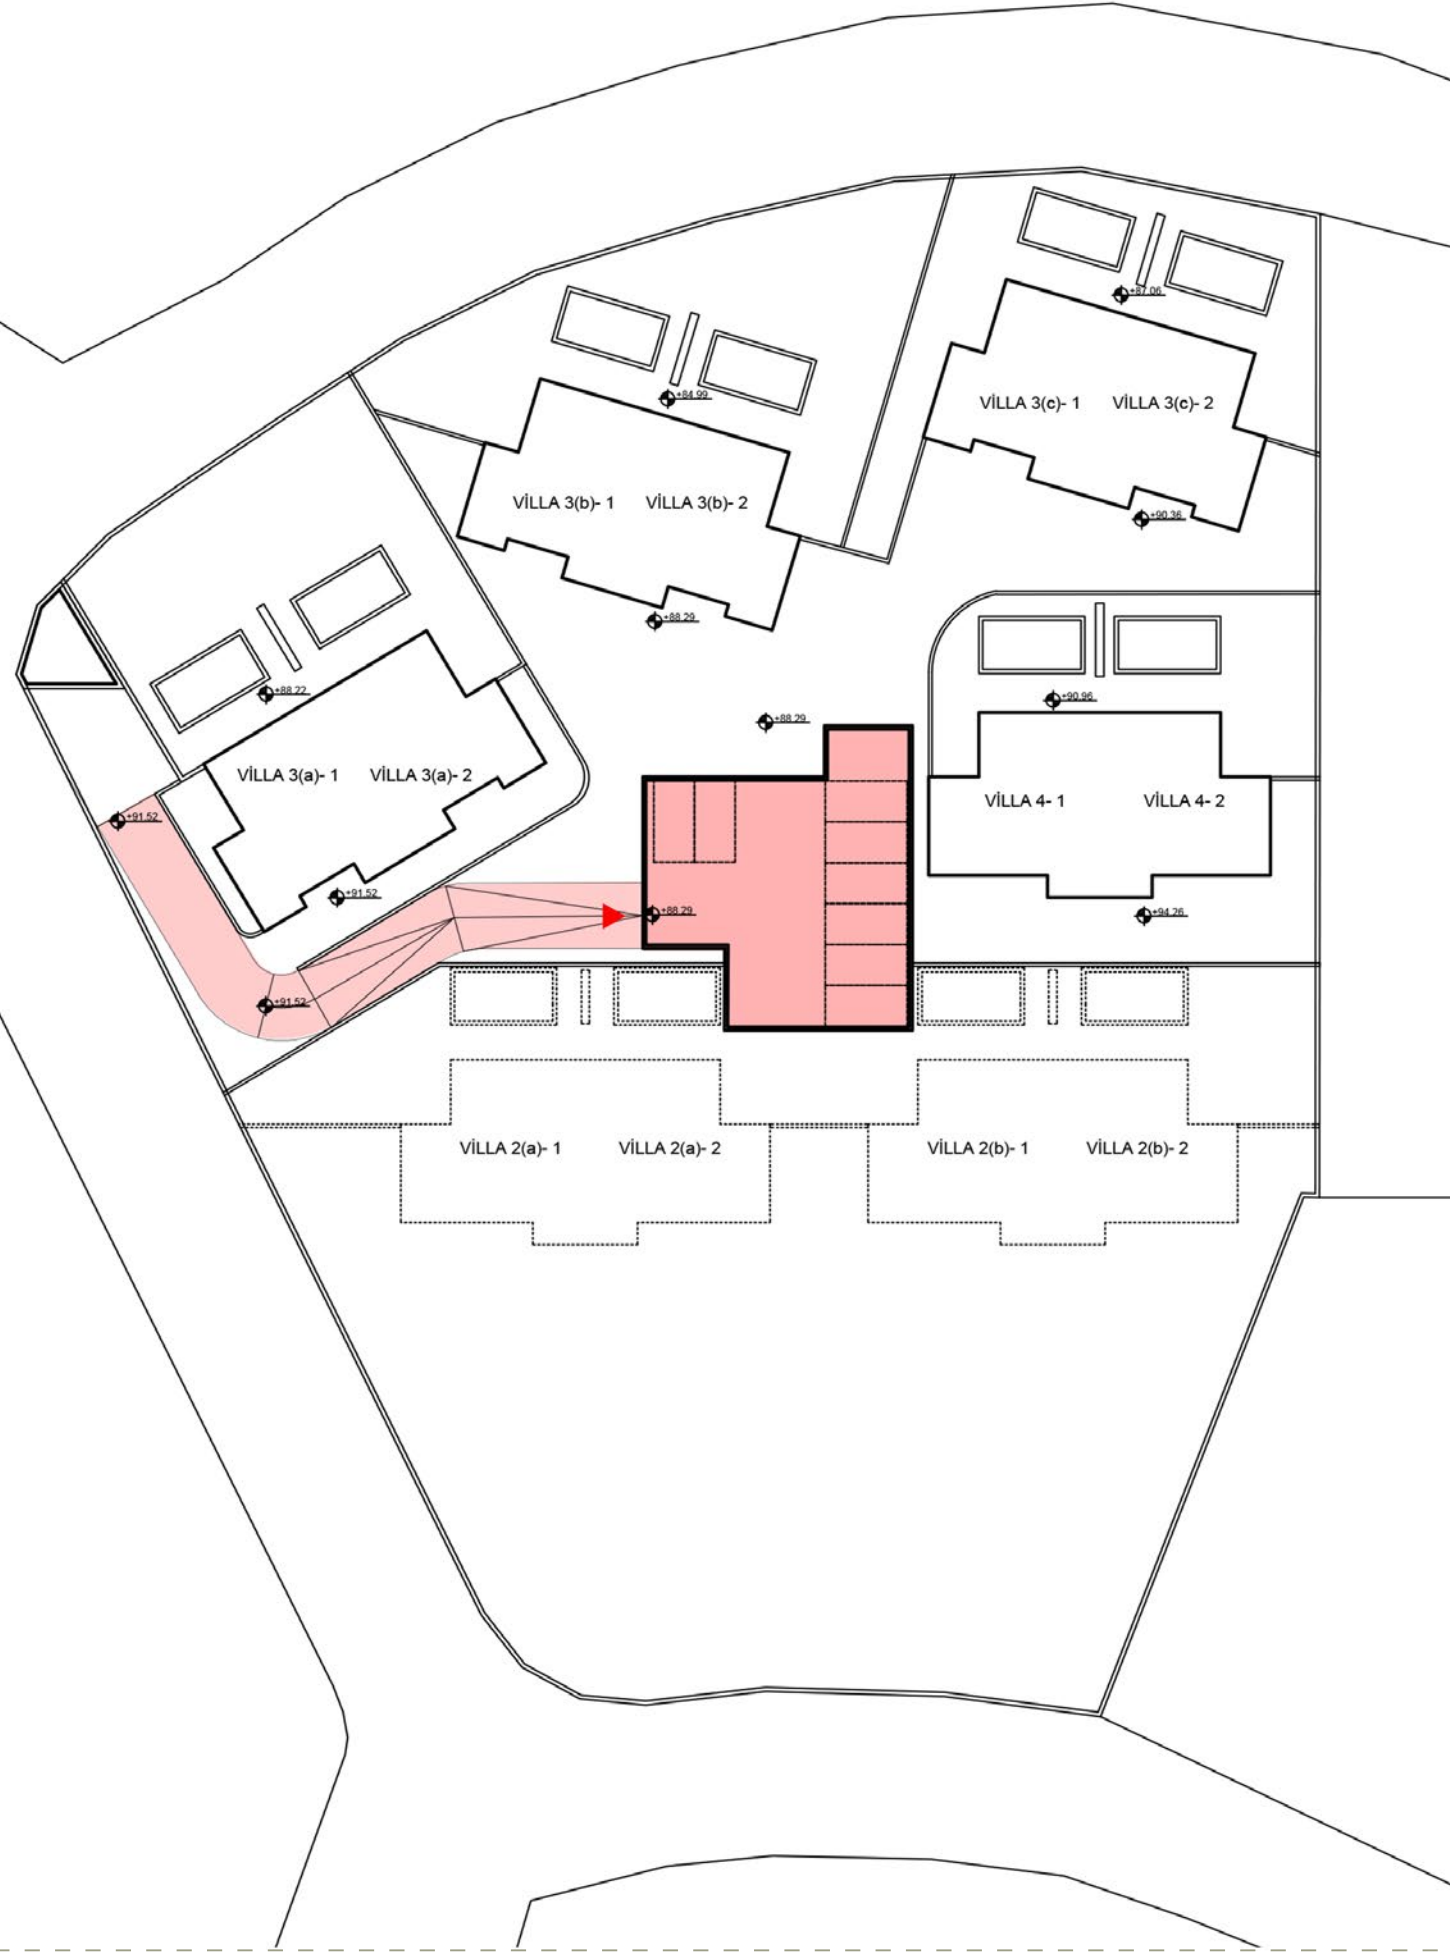 +87.06
+84.99
VİLLA 3(c)- 1 VİLLA 3(c)- 2
VİLLA 3(b)- 1 VİLLA 3(b)- 2
+90.36
+88.29
+88.22
+90.96
+88.29
VİLLA 3(a)- 1 VİLLA 3(a)- 2
VİLLA 4- 1 VİLLA 4- 2
+91.52
+91.52
+88.29
+94.26
+91.52
VİLLA 2(a)- 1 VİLLA 2(a)- 2
VİLLA 2(b)- 1 VİLLA 2(b)- 2